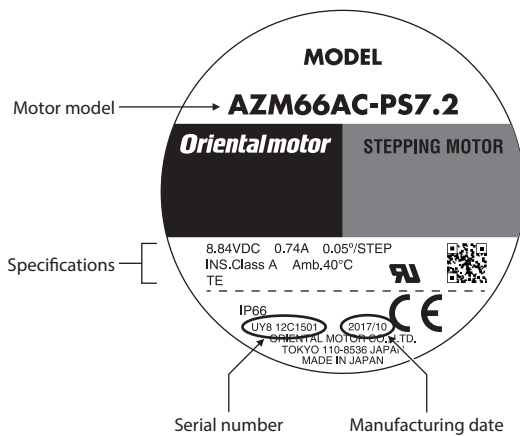 MODEL
Motor model
AZM66AC-PS7.2
Orientalmotor
STEPPING MOTOR
Specifications
8.84VDC 0.74A 0.05°/STEP
INS.Class A Amb.40°C
TE
IP66
UY8 12C1501 2017/10
ORIENTAL MOTOR CO.,LTD.
TOKYO 110-8536 JAPAN
MADE IN JAPAN
Serial number
Manufacturing date